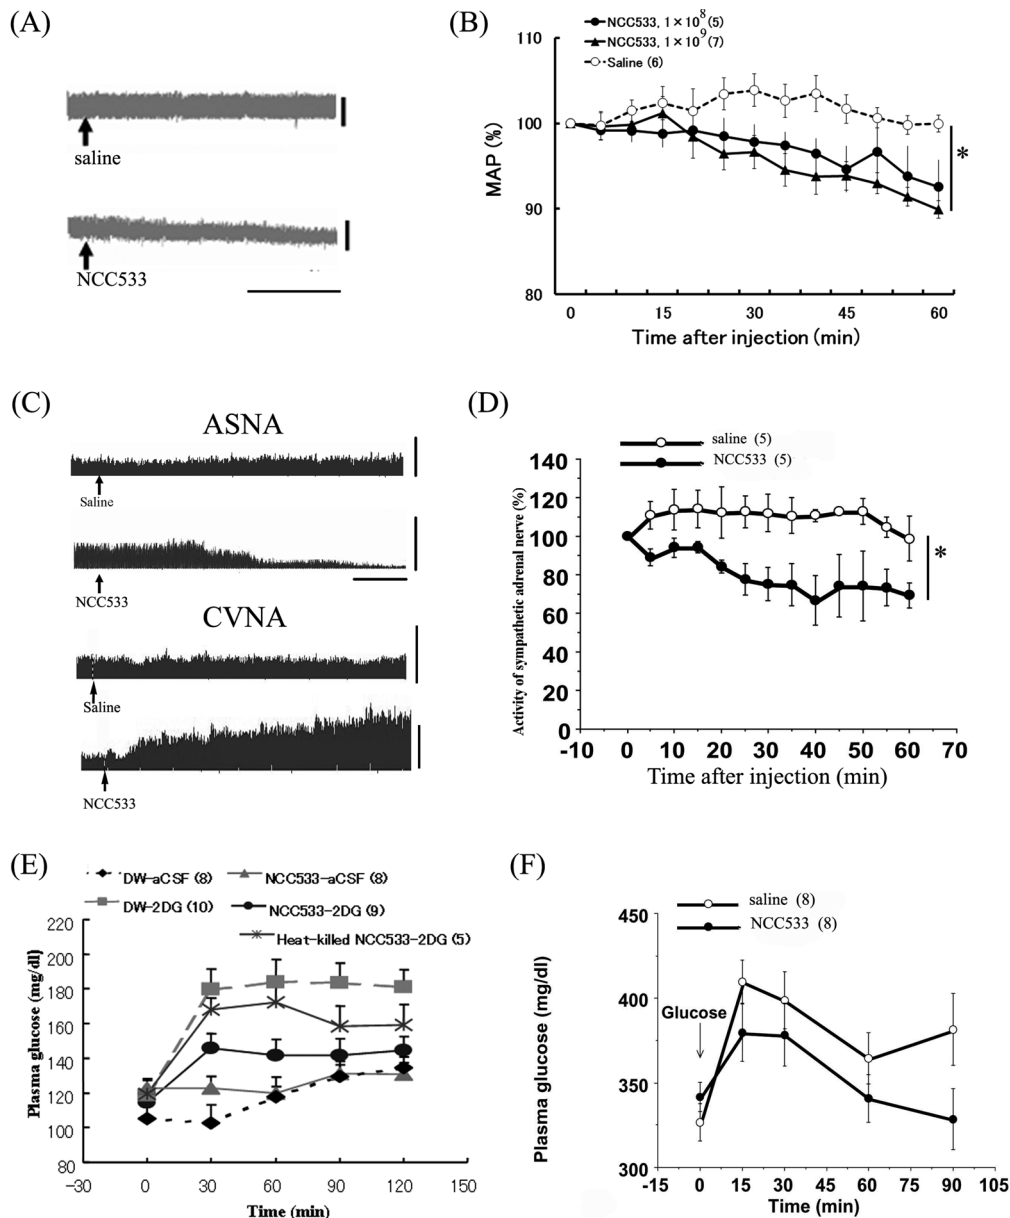 (A)
saline
NCC533
(B)
NCC533, 1×10^8 (5)
NCC533, 1×10^9 (7)
Saline (6)
110
100
90
80
MAP (%)
*
0 15 30 45 60
Time after injection (min)
(C)
ASNA
Saline
NCC533
CVNA
Saline
NCC533
(D)
saline (5)
NCC533 (5)
140
120
100
80
60
40
20
0
Activity of sympathetic adrenal nerve (%)
*
-10 0 10 20 30 40 50 60 70
Time after injection (min)
(E)
DW-aCSF (8) NCC533-aCSF (8)
DW-2DG (10) NCC533-2DG (9)
Heat-killed NCC533-2DG (5)
220
200
180
160
140
120
100
80
Plasma glucose (mg/dl)
-30 0 30 60 90 120 150
Time (min)
(F)
saline (8)
NCC533 (8)
450
400
350
300
Plasma glucose (mg/dl)
Glucose
-15 0 15 30 45 60 75 90 105
Time (min)